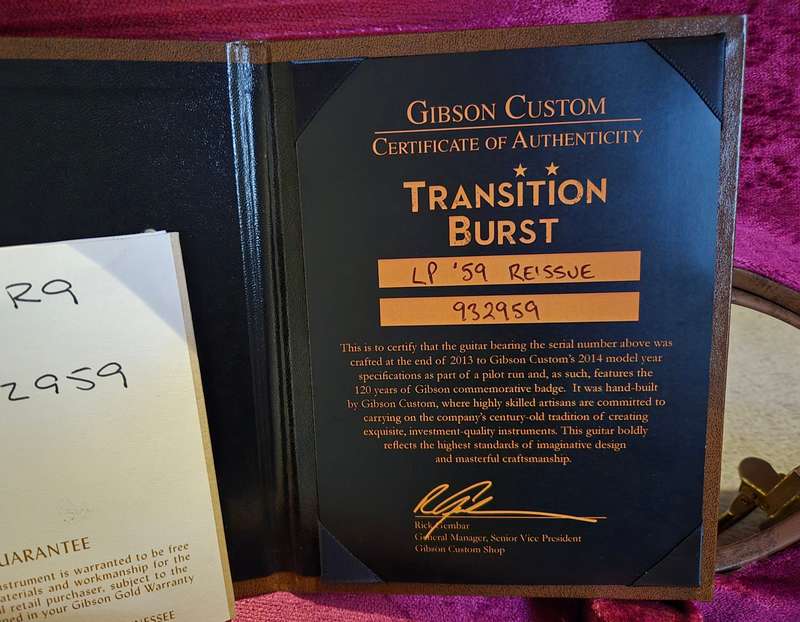 R9
2959
UARANTEE
nstrument is warranted to be free
aterials and workmanship for the
l retail purchaser, subject to the
ned in your Gibson Gold Warranty
NESSEE
GIBSON CUSTOM
CERTIFICATE OF AUTHENTICITY
TRANSITION
BURST
LP '59 REISSUE
932959
This is to certify that the guitar bearing the serial number above was
crafted at the end of 2013 to Gibson Custom's 2014 model year
specifications as part of a pilot run and, as such, features the
120 years of Gibson commemorative badge. It was hand-built
by Gibson Custom, where highly skilled artisans are committed to
carrying on the company's century-old tradition of creating
exquisite, investment-quality instruments. This guitar boldly
reflects the highest standards of imaginative design
and masterful craftsmanship.
Rick Gembar
General Manager, Senior Vice President
Gibson Custom Shop